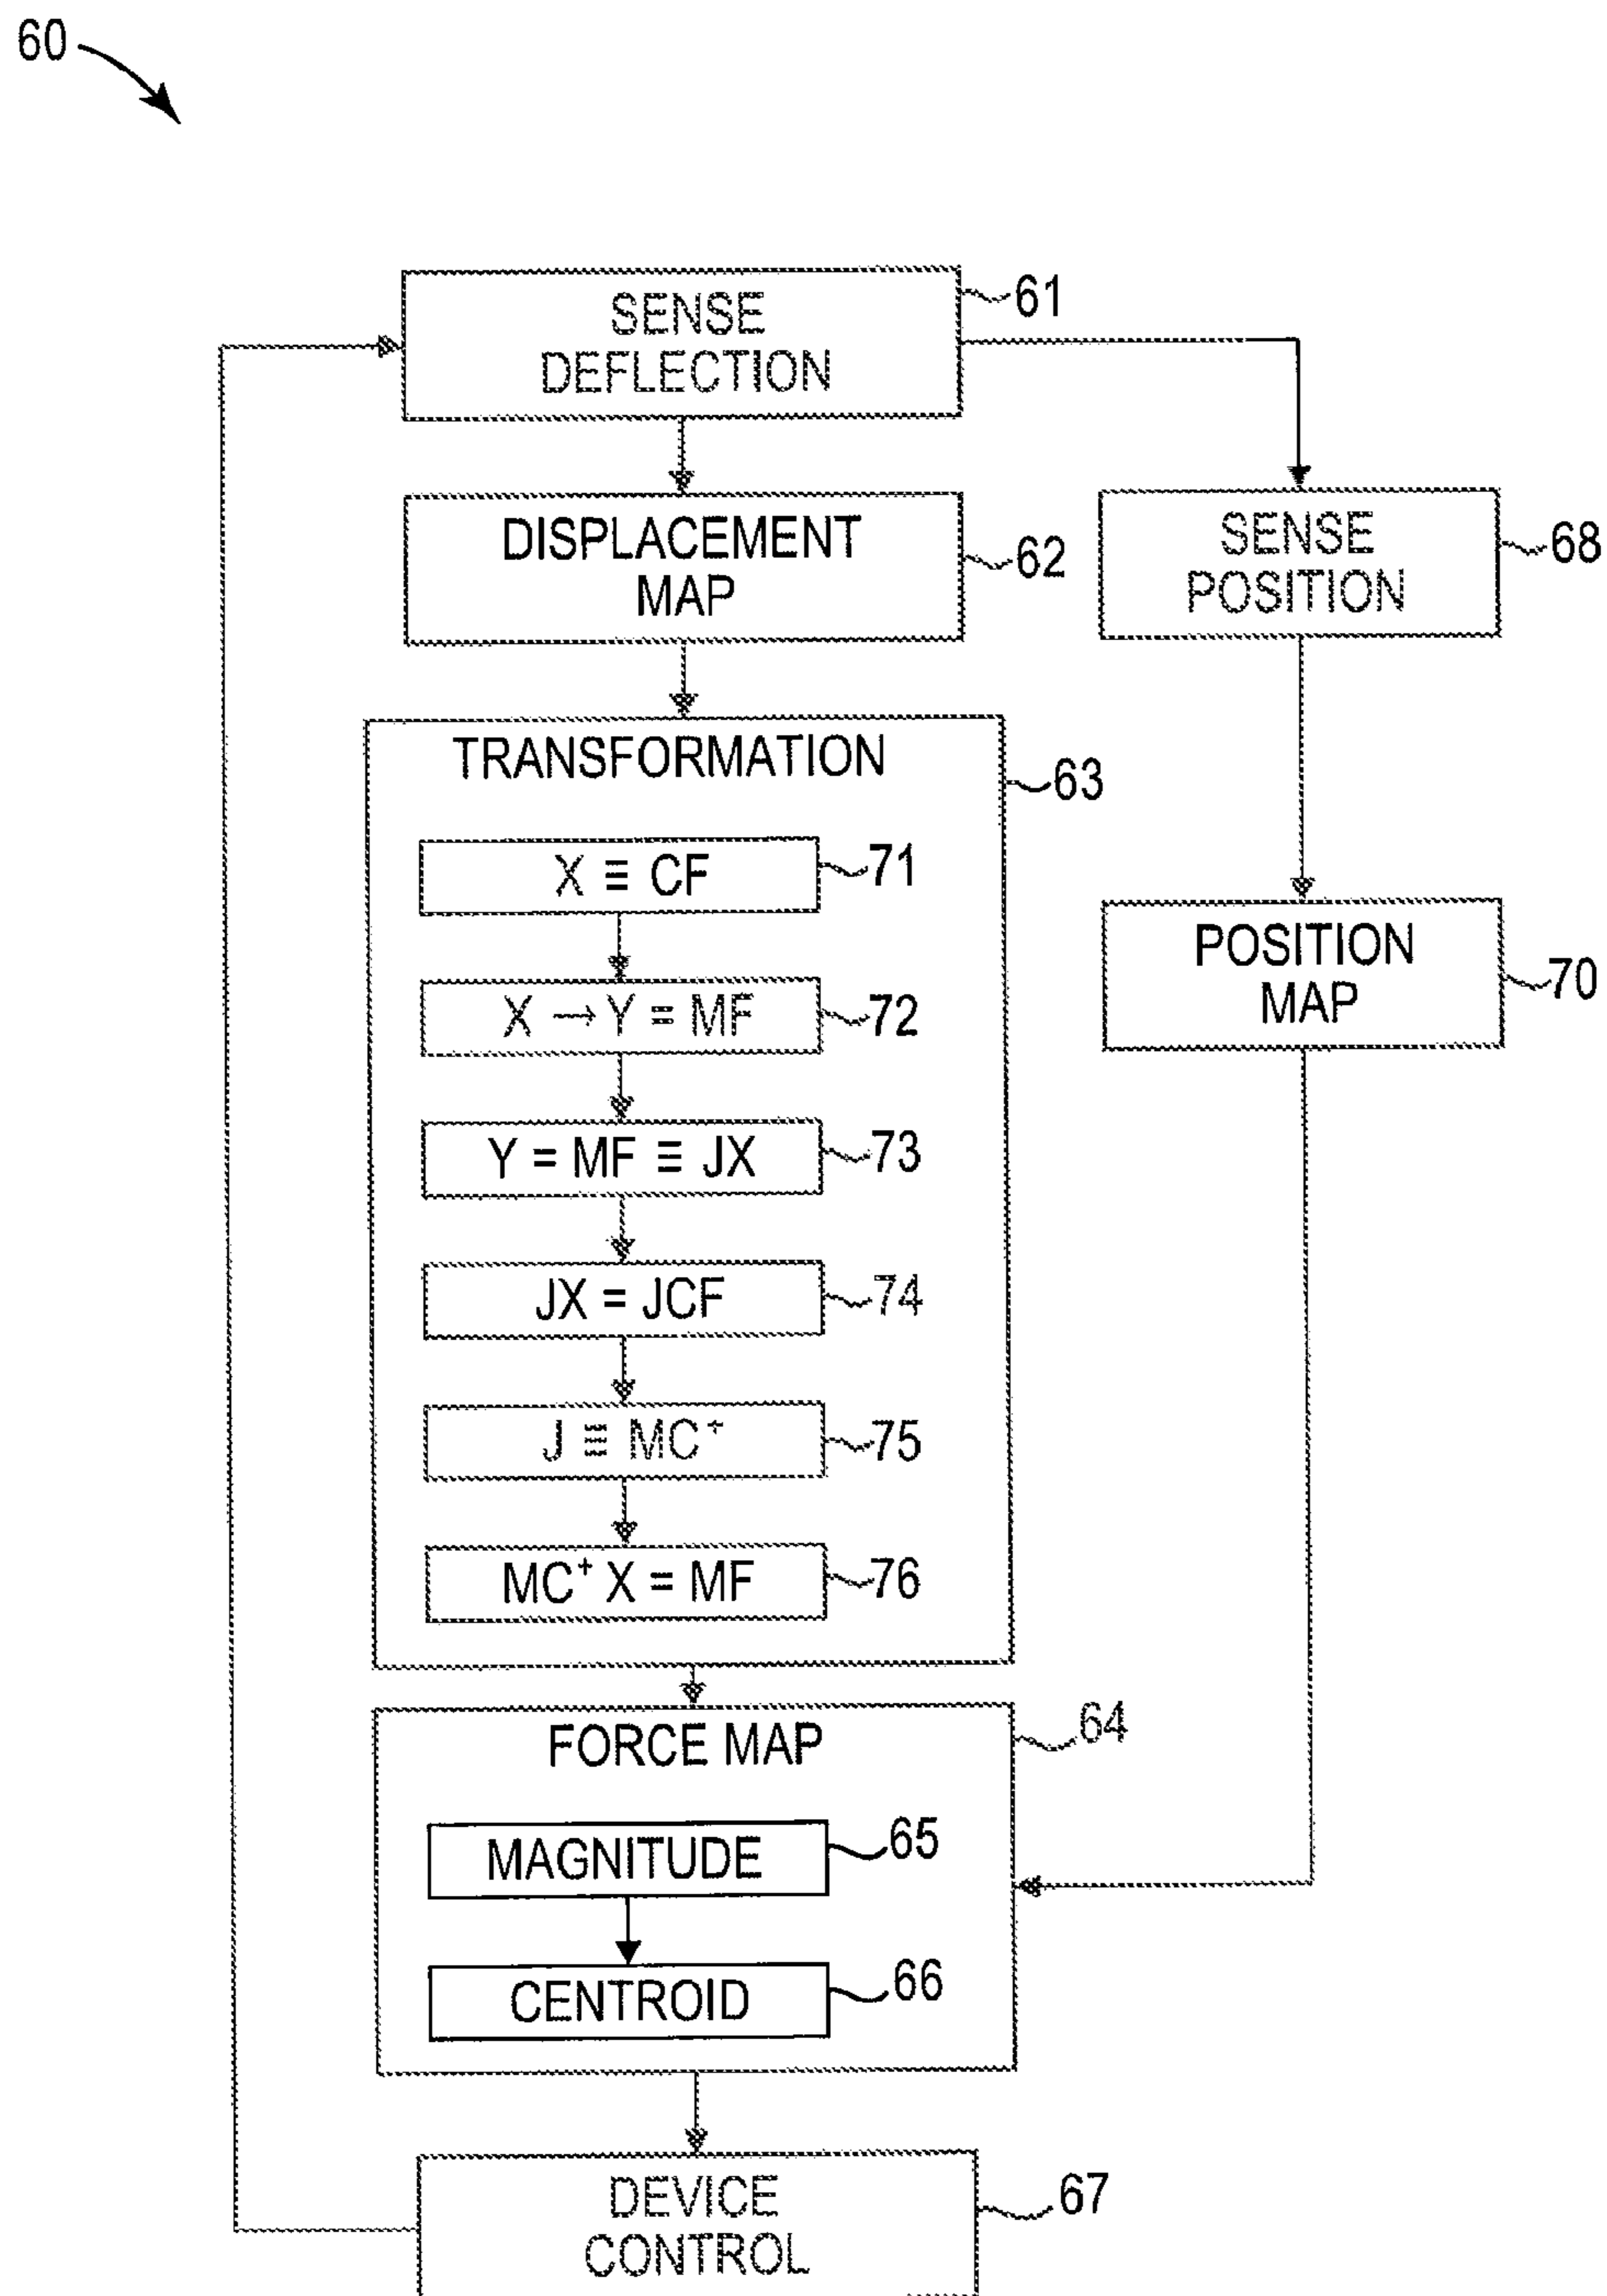 60
SENSE
DEFLECTION
61
DISPLACEMENT
MAP
62
SENSE
POSITION
68
TRANSFORMATION
63
X ≡ CF
71
X → Y = MF
72
Y = MF ≡ JX
73
JX = JCF
74
J ≡ MC⁺
75
MC⁺ X = MF
76
POSITION
MAP
70
FORCE MAP
64
MAGNITUDE
65
CENTROID
66
DEVICE
CONTROL
67